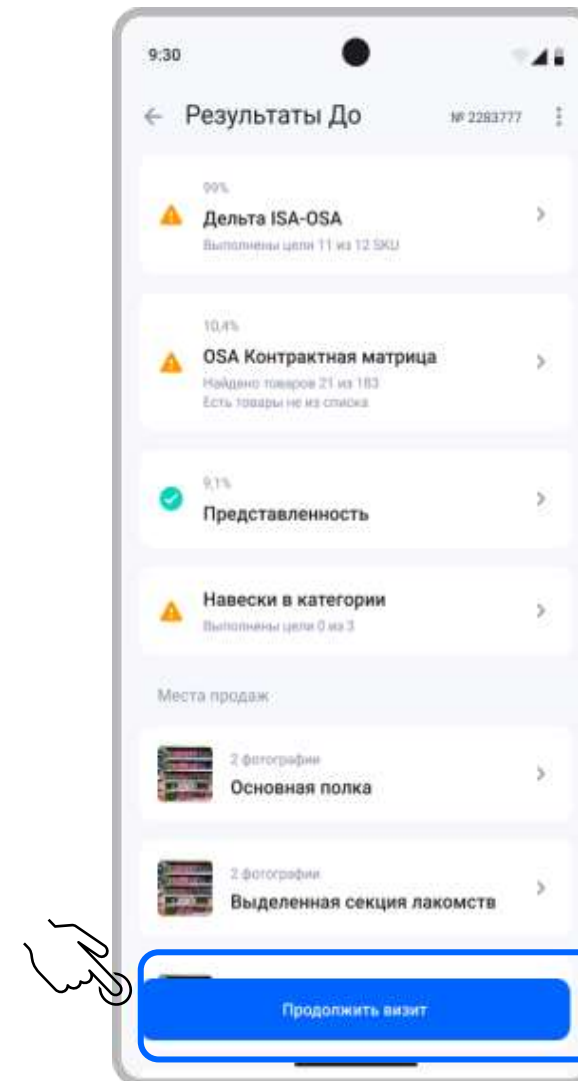 9:30
Результаты До
№ 2283777
99%
Дельта ISA-OSA
Выполнены цели 11 из 12 SKU
10,4%
OSA Контрактная матрица
Найдено товаров 21 из 183
Есть товары не из списка
9,1%
Представленность
Навески в категории
Выполнены цели 0 из 3
Места продаж
2 фотографии
Основная полка
2 фотографии
Выделенная секция лакомств
Продолжить визит